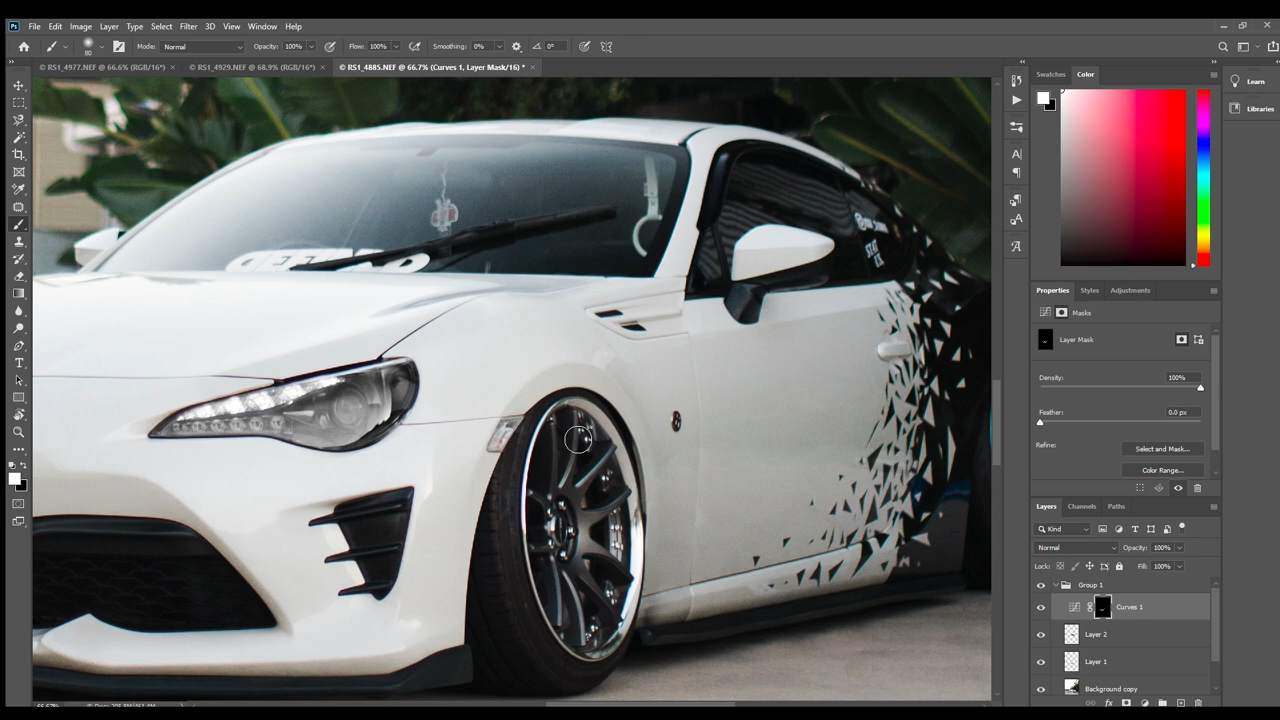 Ps File Edit Image Layer Type Select Filter 3D View Window Help
80 Mode: Normal Opacity: 100% Flow: 100% Smoothing: 0% 0°
© RS1_4977.NEF @ 66.6% (RGB/16*) × © RS1_4929.NEF @ 68.9% (RGB/16*) × © RS1_4885.NEF @ 66.7% (Curves 1, Layer Mask/16) * ×
Swatches Color
Learn
Libraries
Properties Styles Adjustments
Masks
Layer Mask
Density: 100%
Feather: 0.0 px
Refine: Select and Mask...
Color Range...
Layers Channels Paths
Kind
Normal Opacity: 100%
Lock: Fill: 100%
Group 1
Curves 1
Layer 2
Layer 1
Background copy